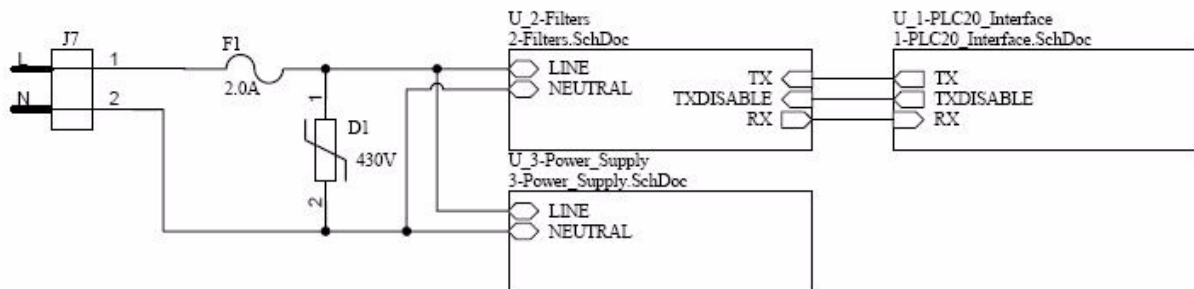 U_2-Filters
2-Filters.SchDoc
U_1-PLC20_Interface
1-PLC20_Interface.SchDoc
J7
L
1
F1
2.0A
LINE
NEUTRAL
TX
TXDISABLE
RX
TX
TXDISABLE
RX
N
2
1
D1
430V
2
U_3-Power_Supply
3-Power_Supply.SchDoc
LINE
NEUTRAL